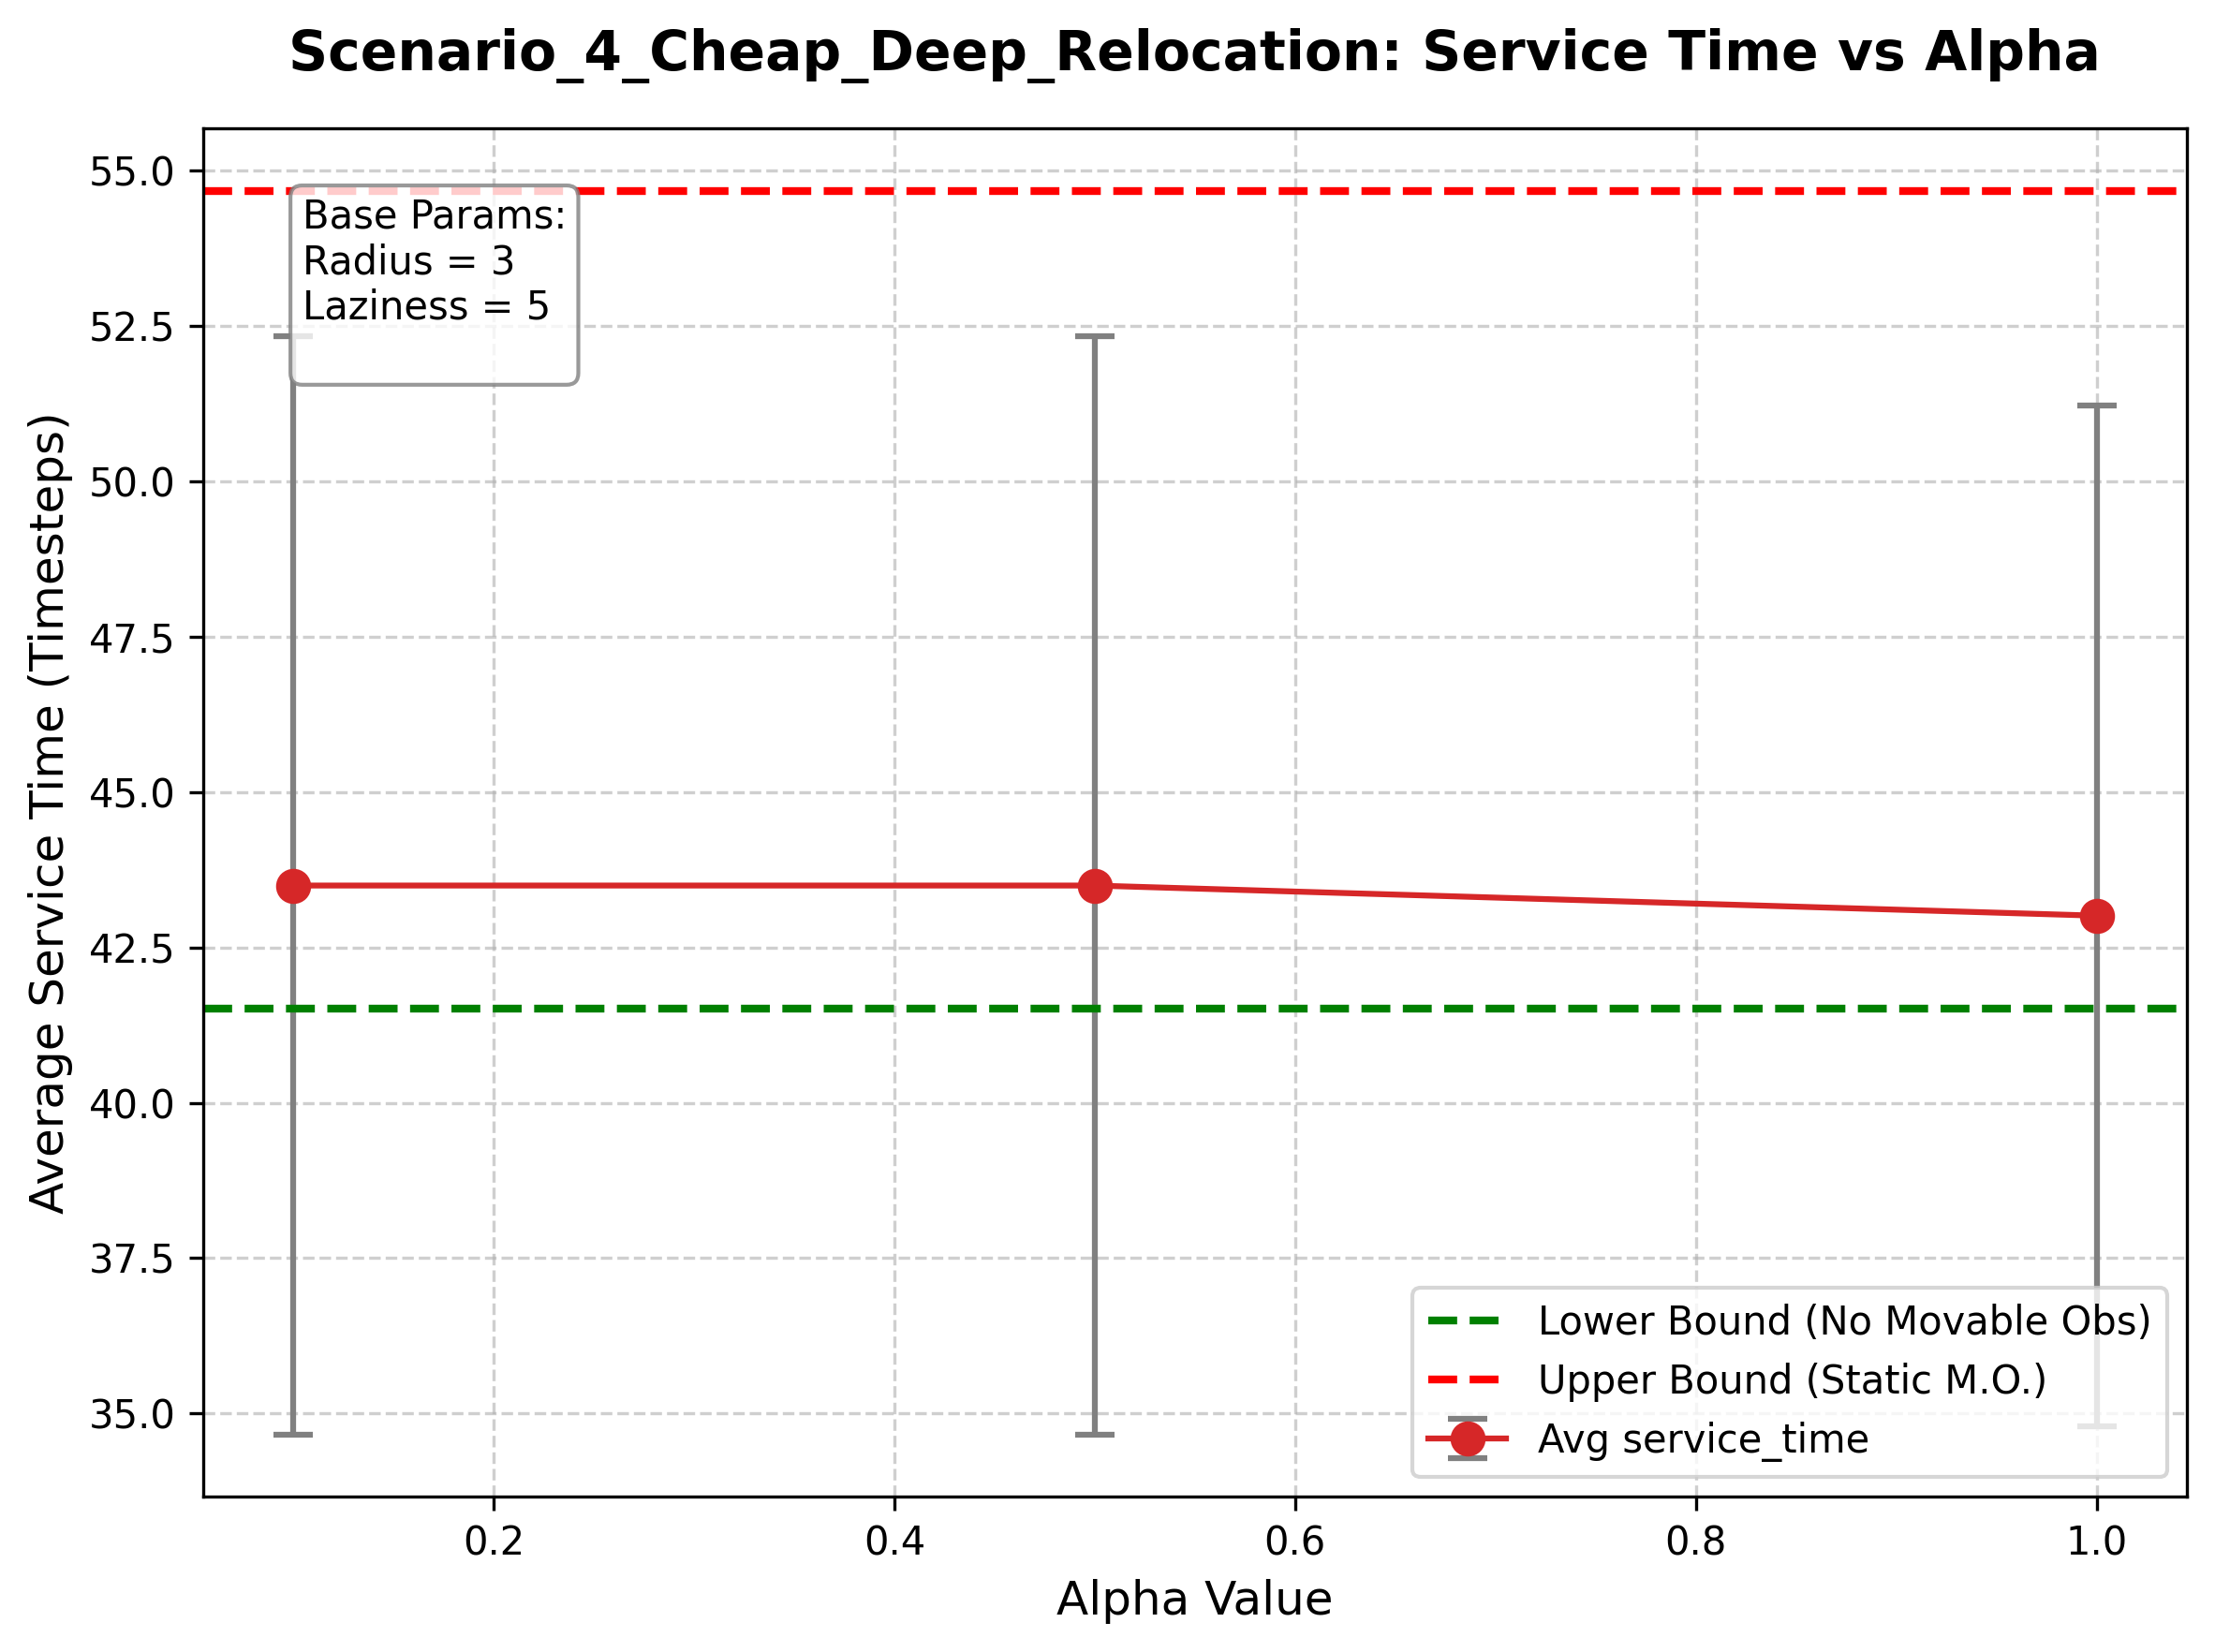 Scenario_4_Cheap_Deep_Relocation: Service Time vs Alpha
Average Service Time (Timesteps)
55.0
52.5
50.0
47.5
45.0
42.5
40.0
37.5
35.0
Base Params:
Radius = 3
Laziness = 5
Lower Bound (No Movable Obs)
Upper Bound (Static M.O.)
Avg service_time
0.2
0.4
0.6
0.8
1.0
Alpha Value